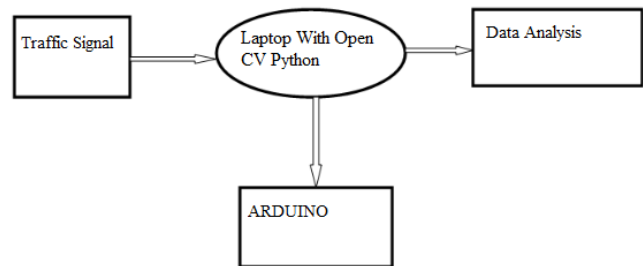 Traffic Signal
Laptop With Open
CV Python
Data Analysis
ARDUINO